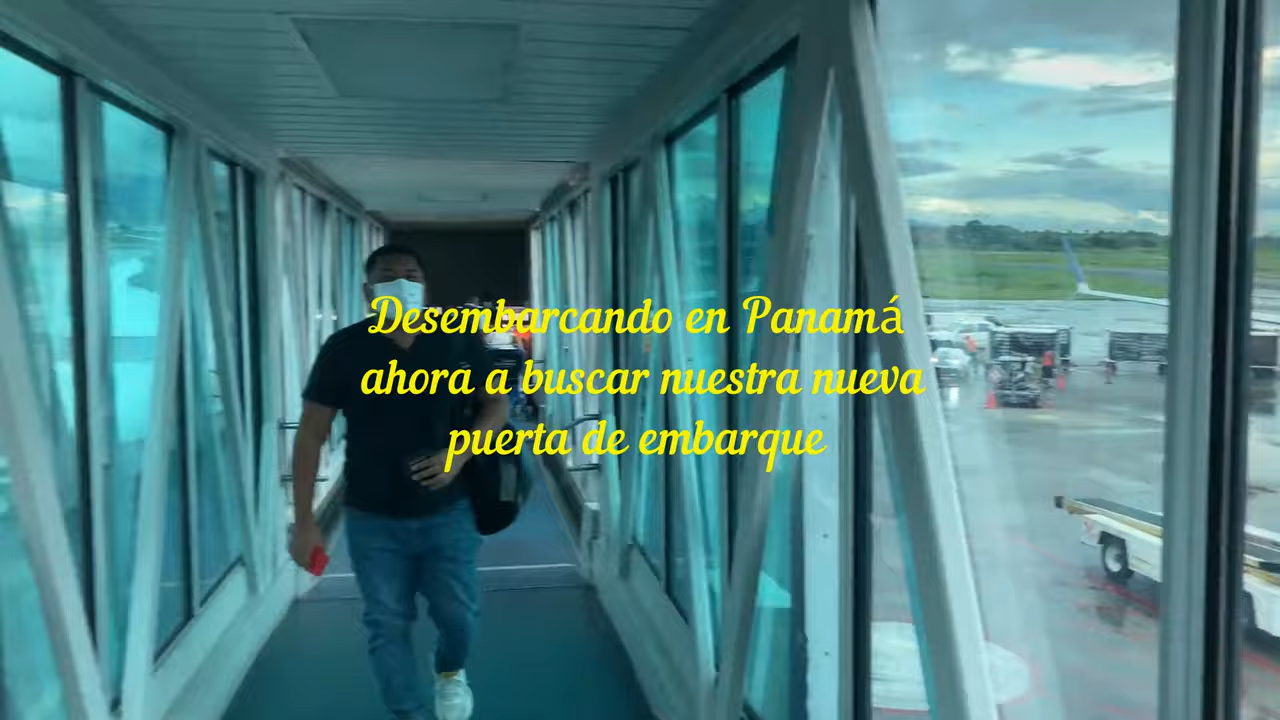 Desembarcando en Panamá
ahora a buscar nuestra nueva
puerta de embarque